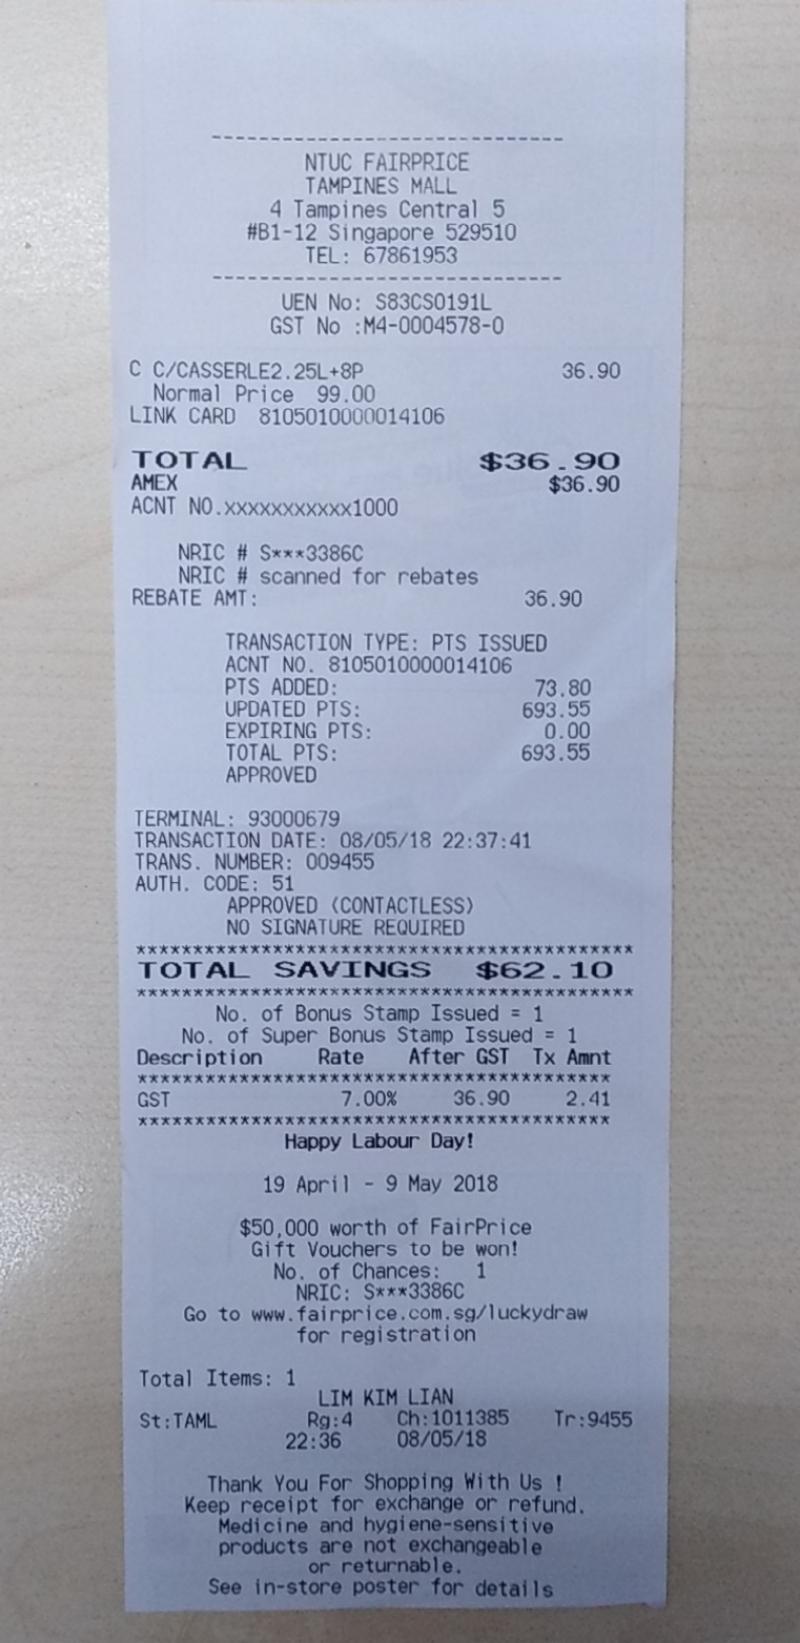 ------------------------------
NTUC FAIRPRICE
TAMPINES MALL
4 Tampines Central 5
#B1-12 Singapore 529510
TEL: 67861953
------------------------------
UEN No: S83CS0191L
GST No :M4-0004578-0
C C/CASSERLE2.25L+8P 36.90
Normal Price 99.00
LINK CARD 8105010000014106
TOTAL $36.90
AMEX $36.90
ACNT NO.xxxxxxxxxxx1000
NRIC # S***3386C
NRIC # scanned for rebates
REBATE AMT: 36.90
TRANSACTION TYPE: PTS ISSUED
ACNT NO. 8105010000014106
PTS ADDED: 73.80
UPDATED PTS: 693.55
EXPIRING PTS: 0.00
TOTAL PTS: 693.55
APPROVED
TERMINAL: 93000679
TRANSACTION DATE: 08/05/18 22:37:41
TRANS. NUMBER: 009455
AUTH. CODE: 51
APPROVED (CONTACTLESS)
NO SIGNATURE REQUIRED
******************************************
TOTAL SAVINGS $62.10
******************************************
No. of Bonus Stamp Issued = 1
No. of Super Bonus Stamp Issued = 1
Description Rate After GST Tx Amnt
****************************************
GST 7.00% 36.90 2.41
****************************************
Happy Labour Day!
19 April - 9 May 2018
$50,000 worth of FairPrice
Gift Vouchers to be won!
No. of Chances: 1
NRIC: S***3386C
Go to www.fairprice.com.sg/luckydraw
for registration
Total Items: 1
LIM KIM LIAN
St:TAML Rg:4 Ch:1011385 Tr:9455
22:36 08/05/18
Thank You For Shopping With Us !
Keep receipt for exchange or refund.
Medicine and hygiene-sensitive
products are not exchangeable
or returnable.
See in-store poster for details